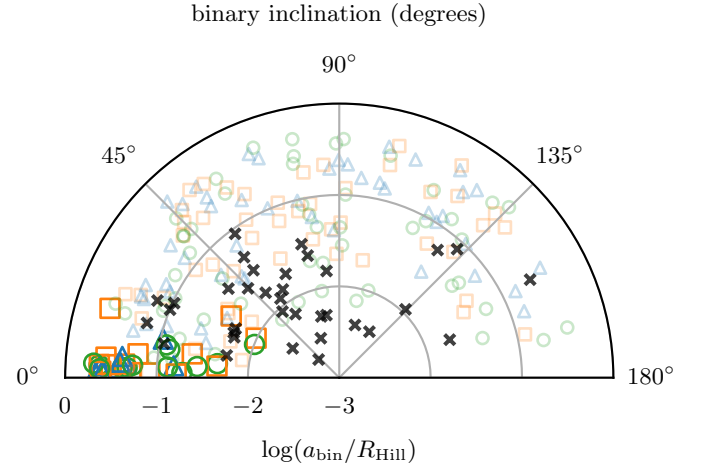 binary inclination (degrees)
90°
45° 135°
0° 180°
0 −1 −2 −3
log(a_bin/R_Hill)